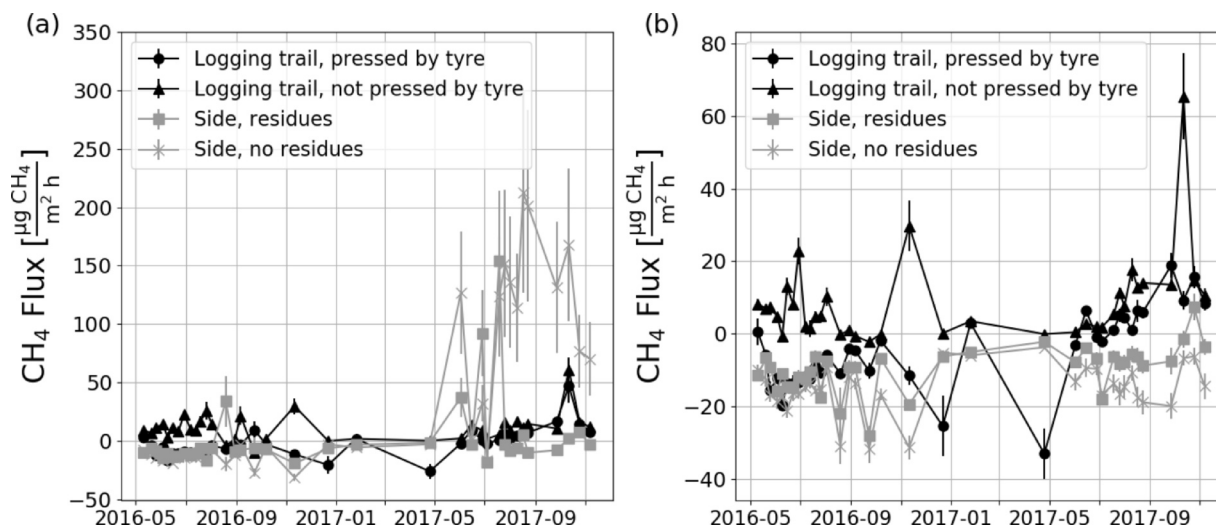 (a)
350
300
250
200
150
100
50
0
−50
CH₄ Flux [µg CH₄ / m² h]
Logging trail, pressed by tyre
Logging trail, not pressed by tyre
Side, residues
Side, no residues
2016-05 2016-09 2017-01 2017-05 2017-09
(b)
80
60
40
20
0
−20
−40
CH₄ Flux [µg CH₄ / m² h]
Logging trail, pressed by tyre
Logging trail, not pressed by tyre
Side, residues
Side, no residues
2016-05 2016-09 2017-01 2017-05 2017-09